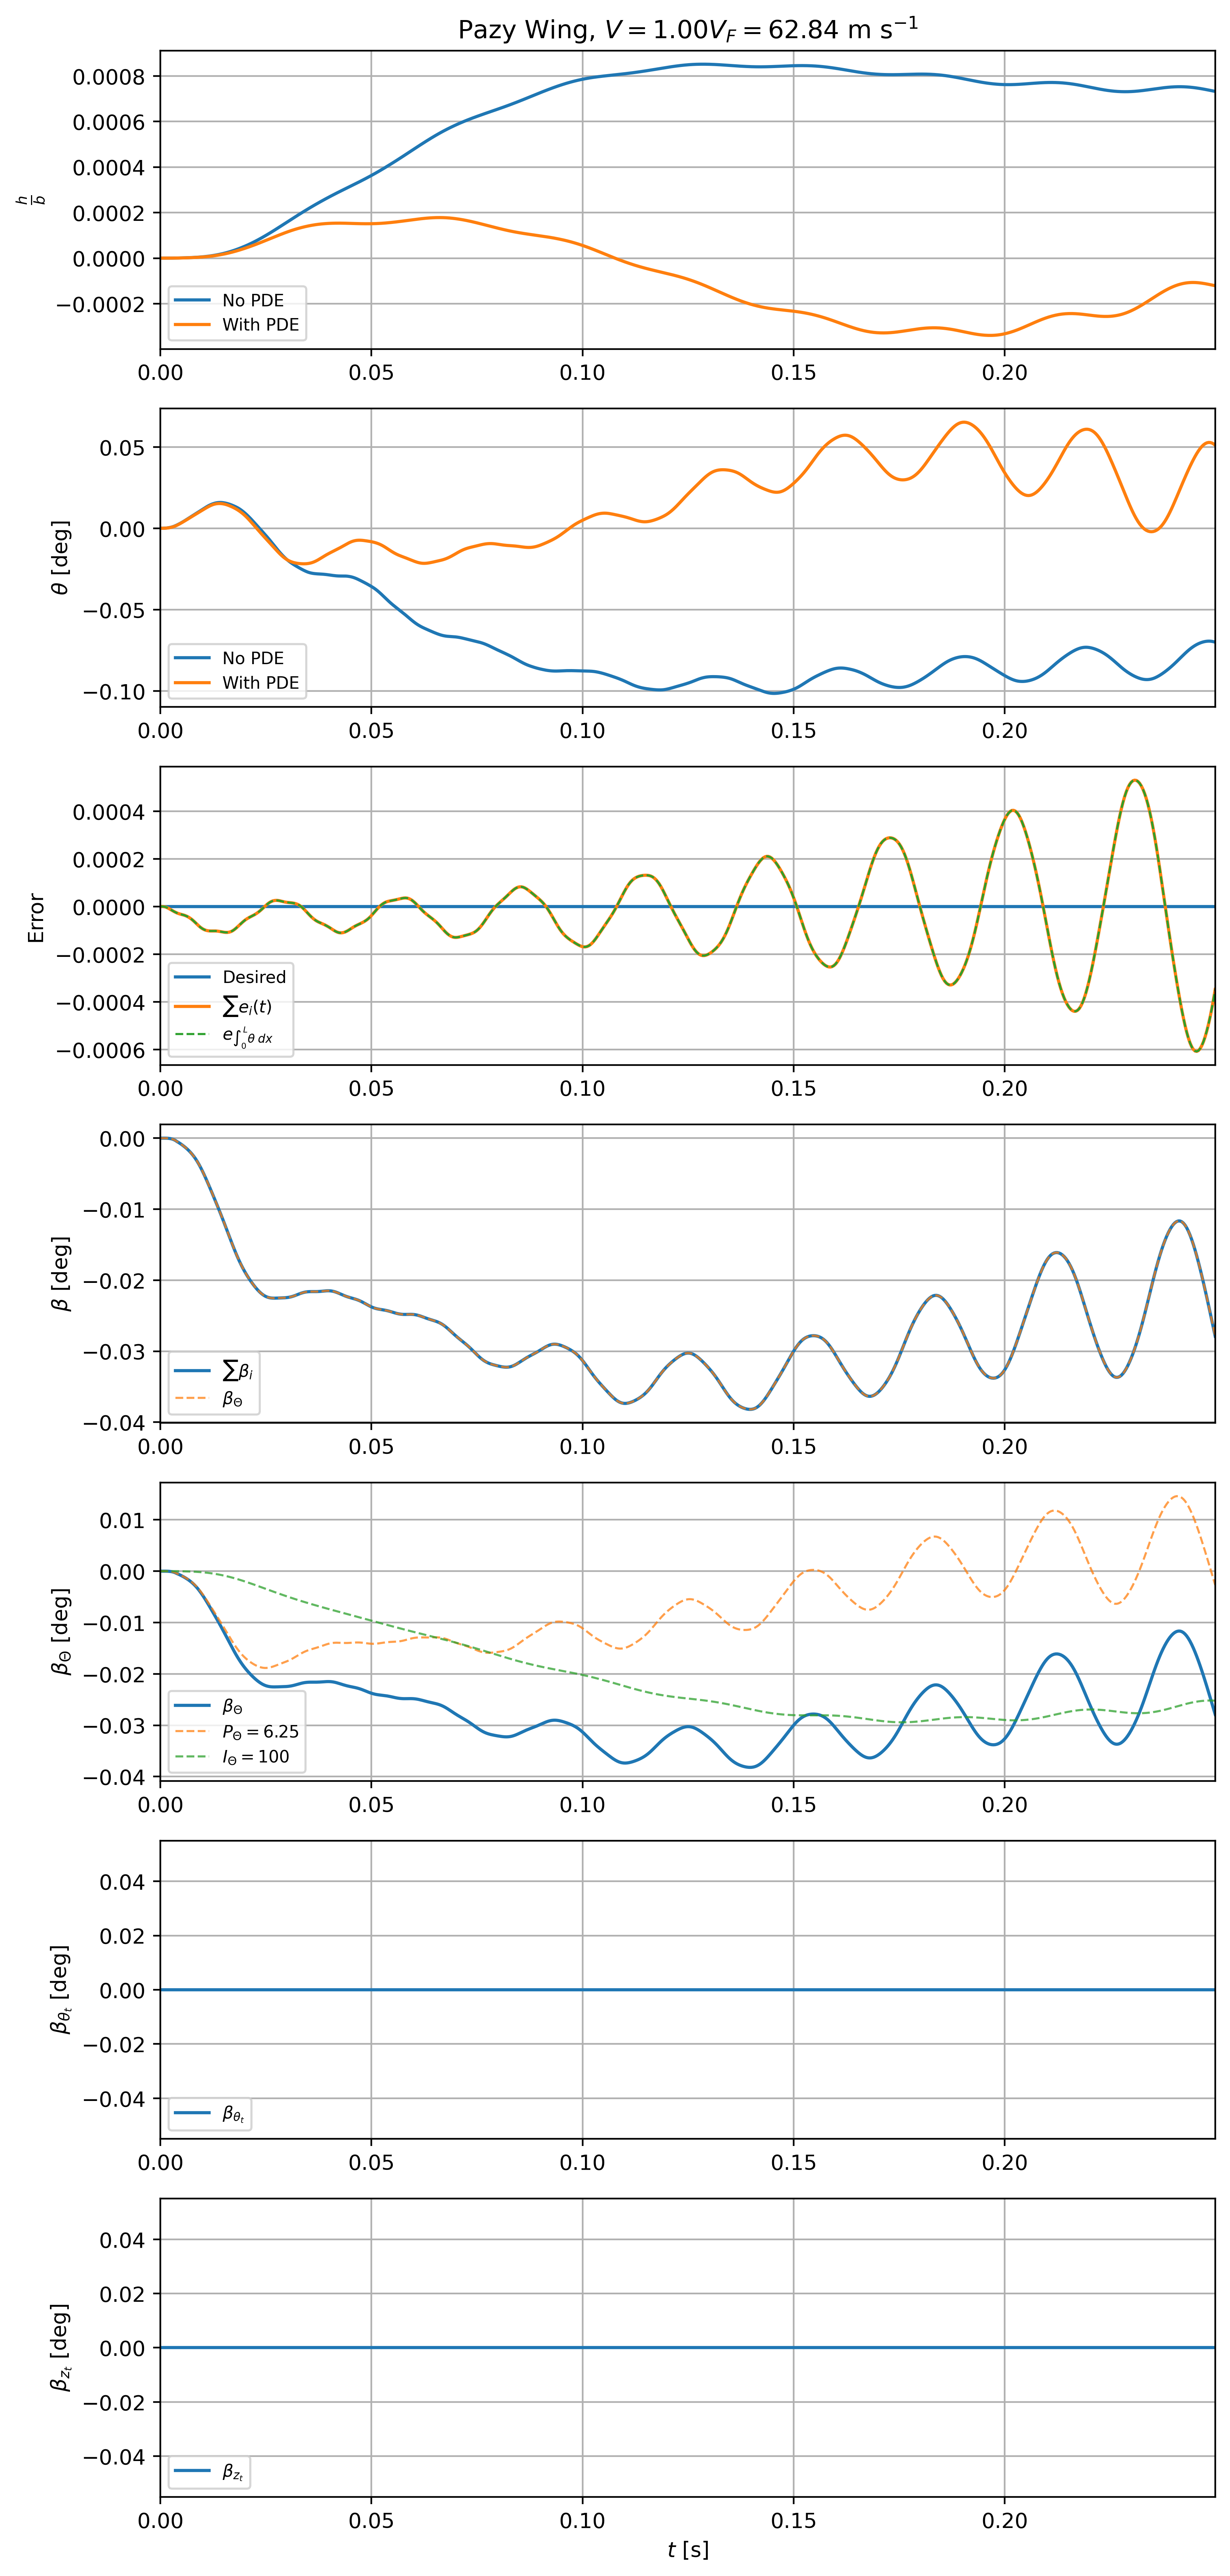 Pazy Wing, V = 1.00V_F = 62.84 m s⁻¹
0.0008
0.0006
0.0004
0.0002
0.0000
−0.0002
h/b
No PDE
With PDE
0.00 0.05 0.10 0.15 0.20
0.05
0.00
−0.05
−0.10
θ [deg]
No PDE
With PDE
0.00 0.05 0.10 0.15 0.20
0.0004
0.0002
0.0000
−0.0002
−0.0004
−0.0006
Error
Desired
∑e_i(t)
e_{∫_0^L θ dx}
0.00 0.05 0.10 0.15 0.20
0.00
−0.01
−0.02
−0.03
−0.04
β [deg]
∑β_i
β_Θ
0.00 0.05 0.10 0.15 0.20
0.01
0.00
−0.01
−0.02
−0.03
−0.04
β_Θ [deg]
β_Θ
P_Θ = 6.25
I_Θ = 100
0.00 0.05 0.10 0.15 0.20
0.04
0.02
0.00
−0.02
−0.04
β_{θ_t} [deg]
β_{θ_t}
0.00 0.05 0.10 0.15 0.20
0.04
0.02
0.00
−0.02
−0.04
β_{z_t} [deg]
β_{z_t}
0.00 0.05 0.10 0.15 0.20
t [s]